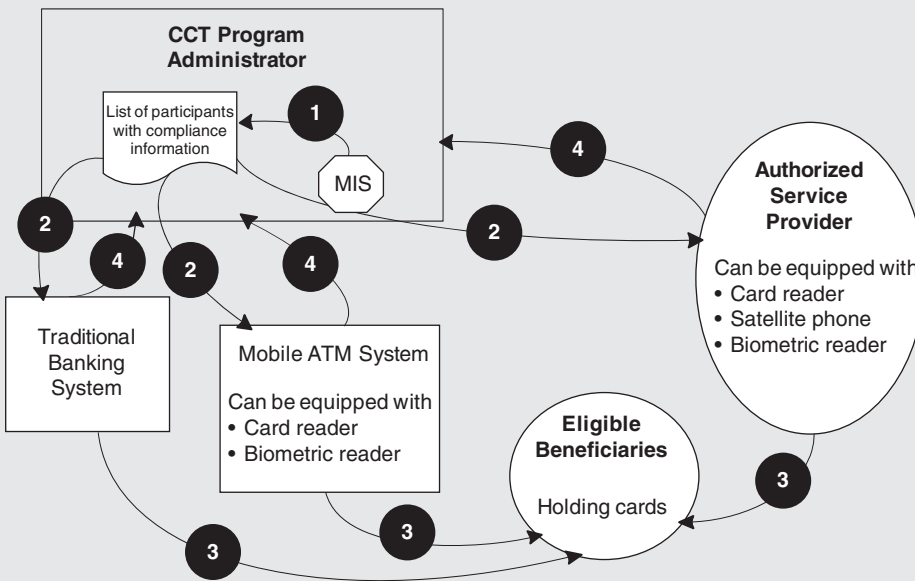 CCT Program
Administrator
List of participants
with compliance
information
1
MIS
4
2
4
2
4
2
Authorized
Service
Provider
Can be equipped with
• Card reader
• Satellite phone
• Biometric reader
Traditional
Banking
System
Mobile ATM System
Can be equipped with
• Card reader
• Biometric reader
Eligible
Beneficiaries
Holding cards
3
3
3